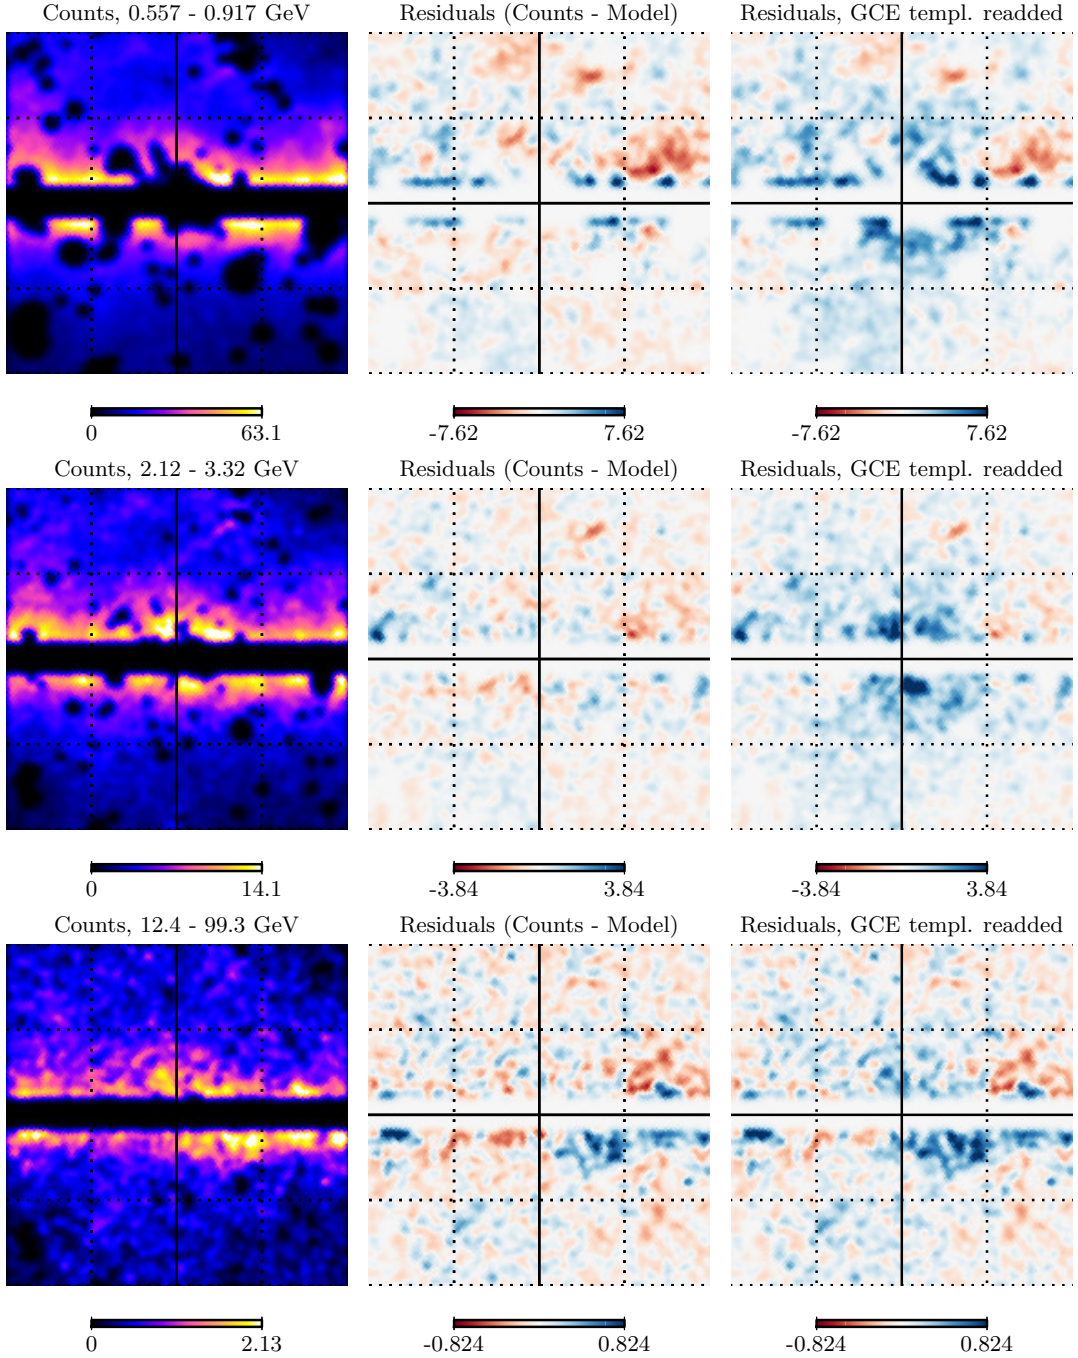 Counts, 0.557 - 0.917 GeV
Residuals (Counts - Model)
Residuals, GCE templ. readded
0 63.1
-7.62 7.62
-7.62 7.62
Counts, 2.12 - 3.32 GeV
Residuals (Counts - Model)
Residuals, GCE templ. readded
0 14.1
-3.84 3.84
-3.84 3.84
Counts, 12.4 - 99.3 GeV
Residuals (Counts - Model)
Residuals, GCE templ. readded
0 2.13
-0.824 0.824
-0.824 0.824